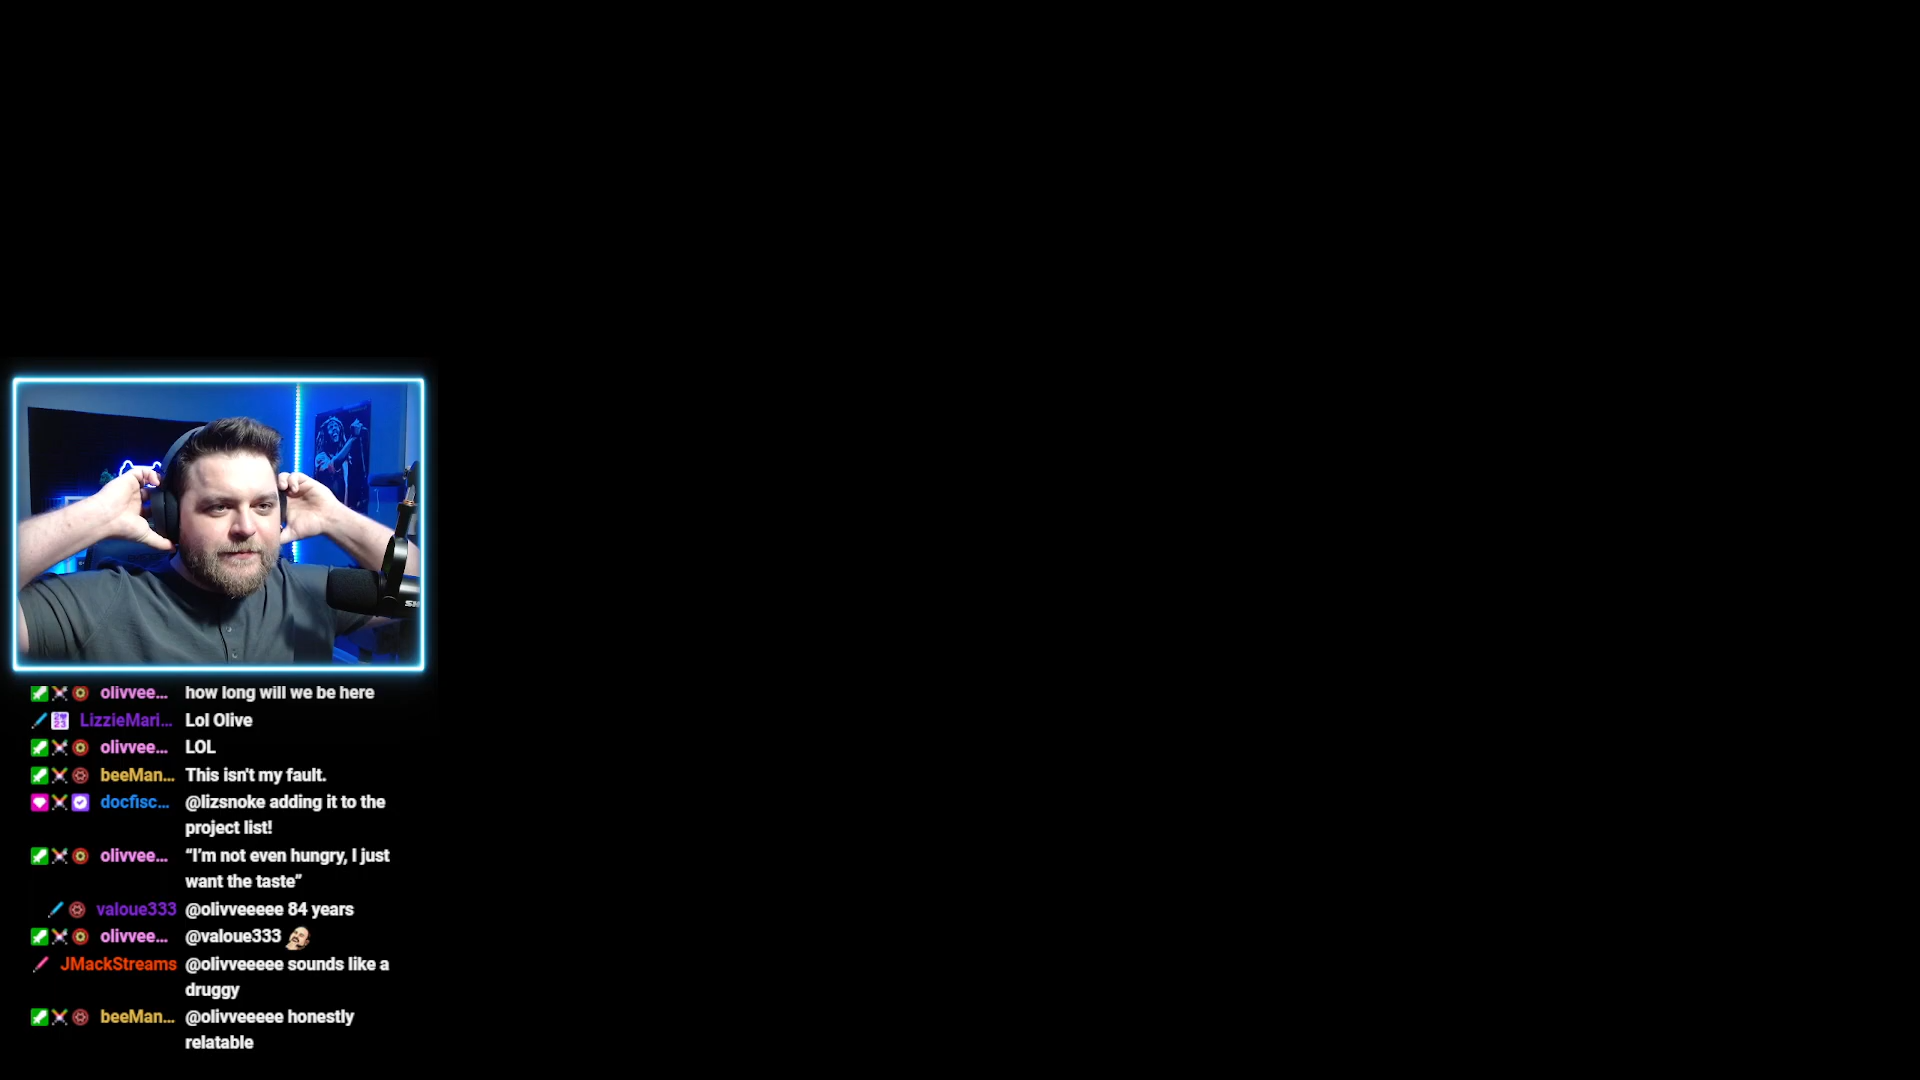 olivvee... how long will we be here
LizzieMari... Lol Olive
olivvee... LOL
beeMan... This isn't my fault.
docfisc... @lizsnoke adding it to the
project list!
olivvee... “I’m not even hungry, I just
want the taste”
valoue333 @olivveeeee 84 years
olivvee... @valoue333
JMackStreams @olivveeeee sounds like a
druggy
beeMan... @olivveeeee honestly
relatable